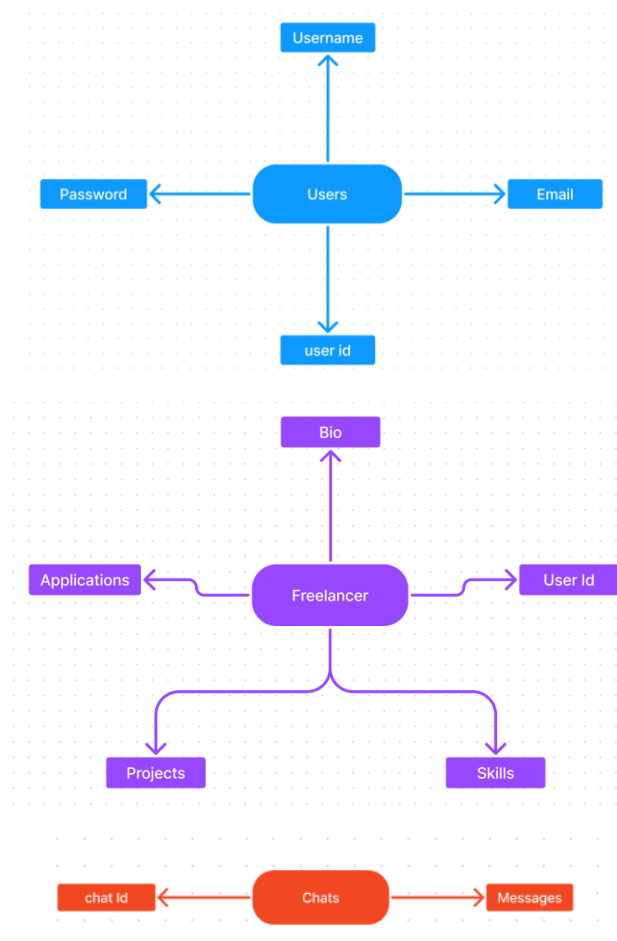 Username
Password
Users
Email
user id
Bio
Applications
Freelancer
User Id
Projects
Skills
chat Id
Chats
Messages